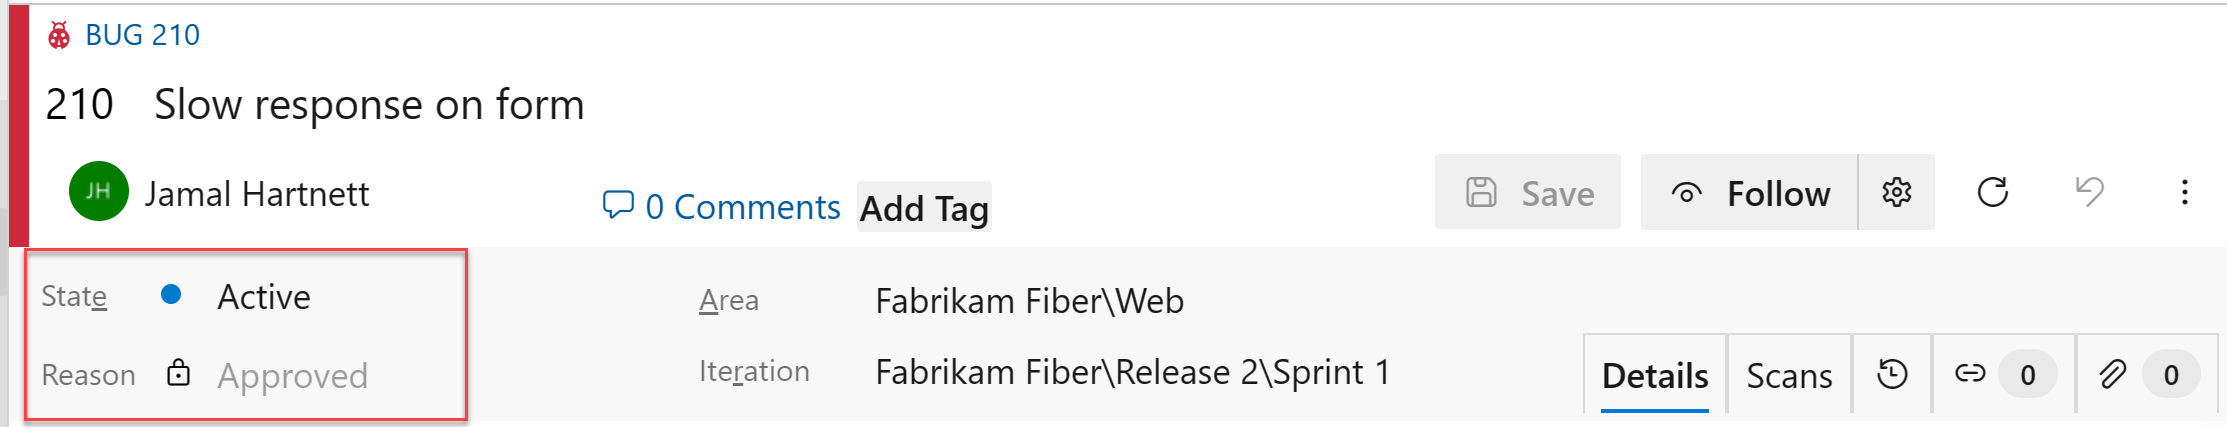 BUG 210
210 Slow response on form
JH Jamal Hartnett 0 Comments Add Tag Save Follow
State Active Area Fabrikam Fiber\Web
Reason Approved Iteration Fabrikam Fiber\Release 2\Sprint 1
Details Scans 0 0